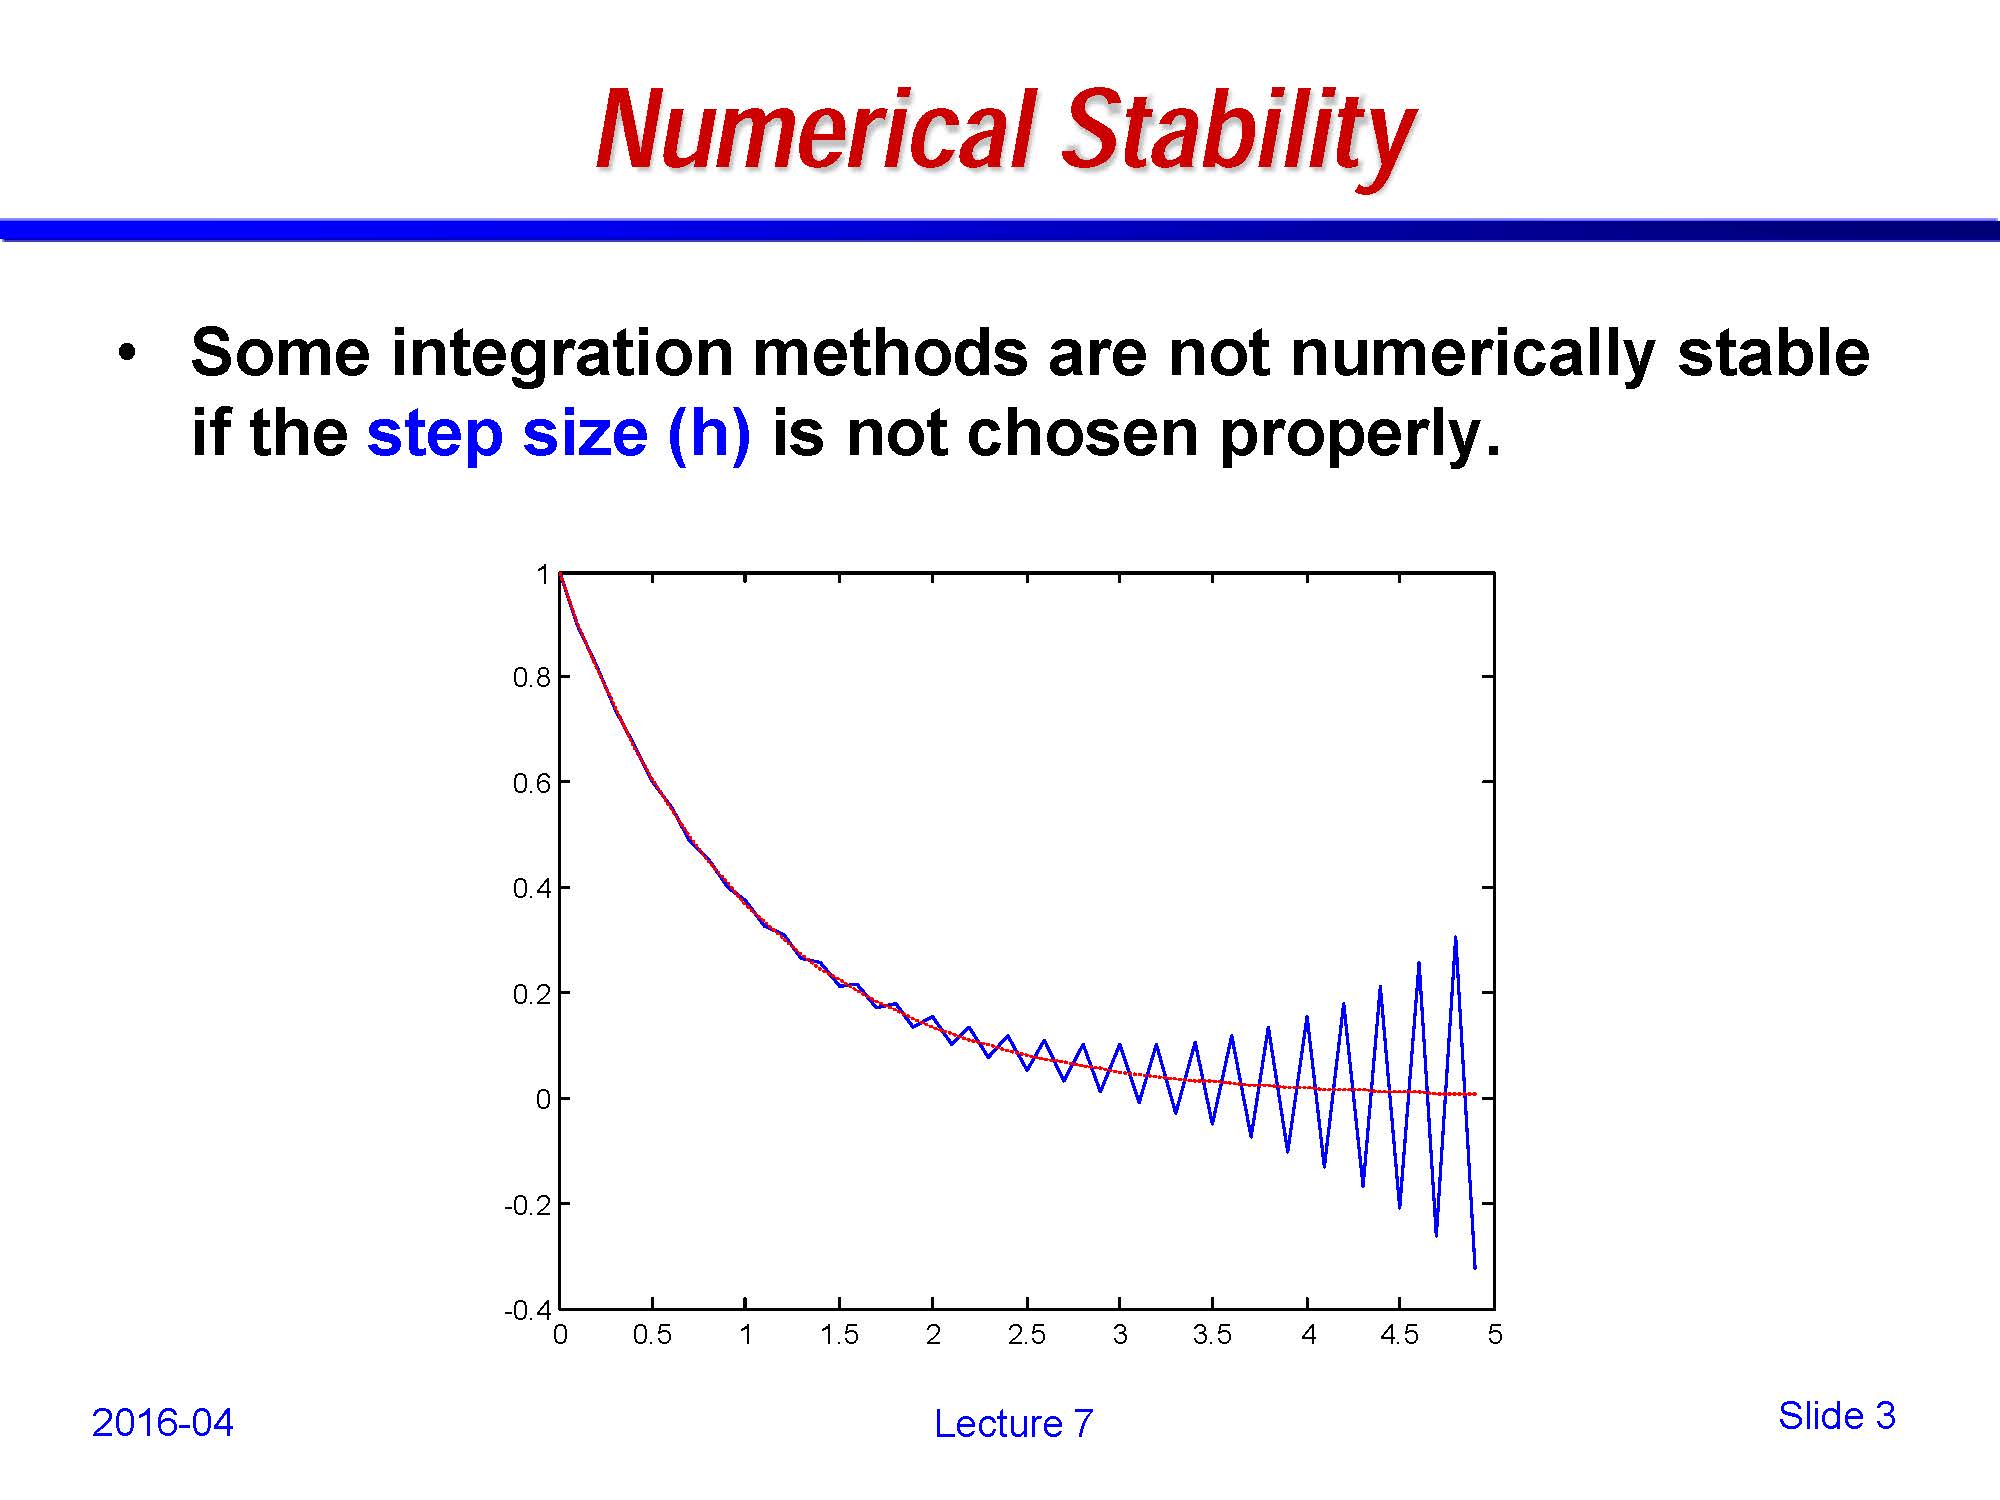 Numerical Stability
• Some integration methods are not numerically stable
if the step size (h) is not chosen properly.
1
0.8
0.6
0.4
0.2
0
-0.2
-0.4
0 0.5 1 1.5 2 2.5 3 3.5 4 4.5 5
2016-04 Lecture 7 Slide 3